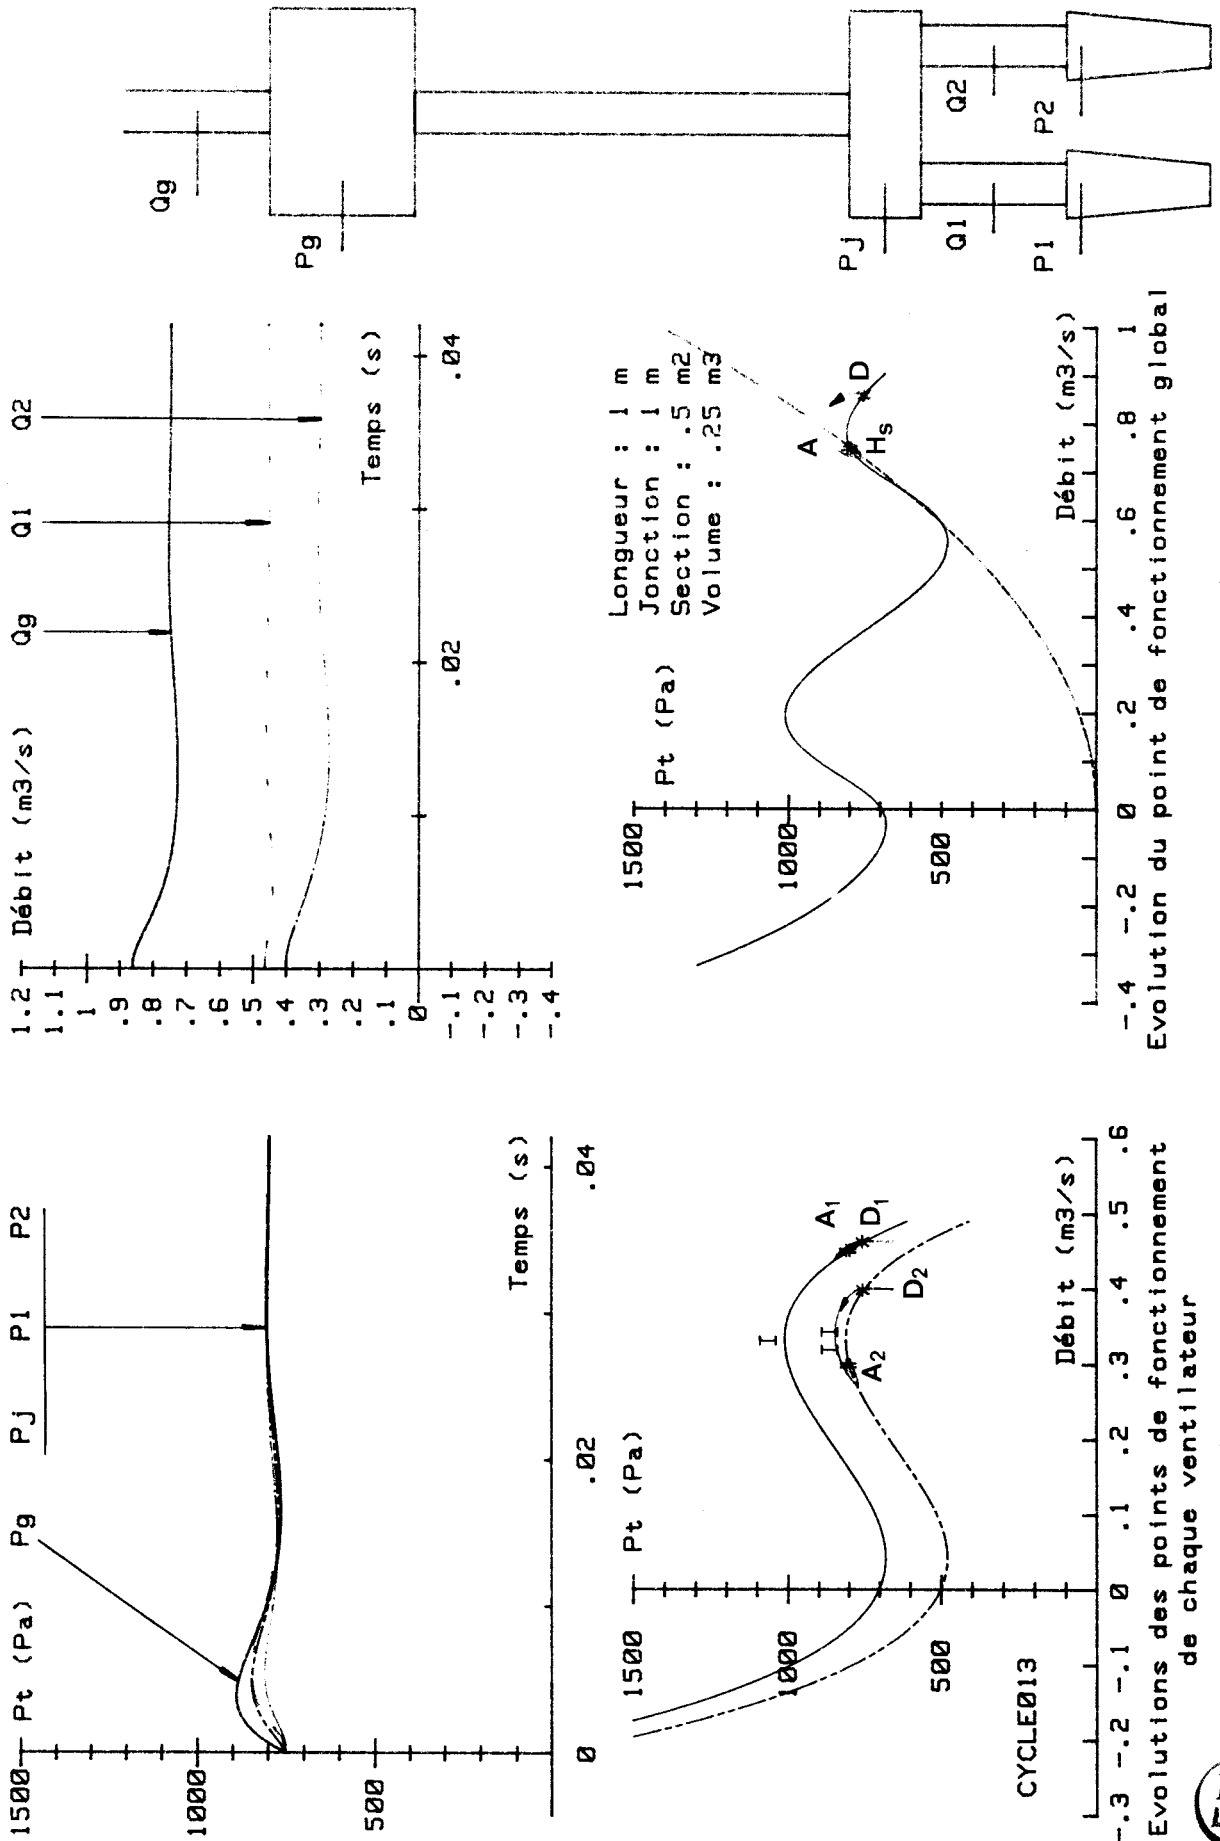 Pt (Pa)
Pg
Pj P1 P2
1500
1000
500
0
.02
.04
Temps (s)
Débit (m3/s)
Qg
Q1
Q2
1.2
1.1
1
.9
.8
.7
.6
.5
.4
.3
.2
.1
0
-.1
-.2
-.3
-.4
.02
.04
Temps (s)
Qg
Pg
Pj
Q1
Q2
P1
P2
Pt (Pa)
1500
1000
500
I
II
A1
D1
D2
A2
CYCLE013
Débit (m3/s)
-.3 -.2 -.1 0 .1 .2 .3 .4 .5 .6
Evolutions des points de fonctionnement
de chaque ventilateur
Pt (Pa)
1500
1000
500
Longueur : 1 m
Jonction : 1 m
Section : .5 m2
Volume : .25 m3
A
D
Hs
Débit (m3/s)
-.4 -.2 0 .2 .4 .6 .8 1
Evolution du point de fonctionnement global